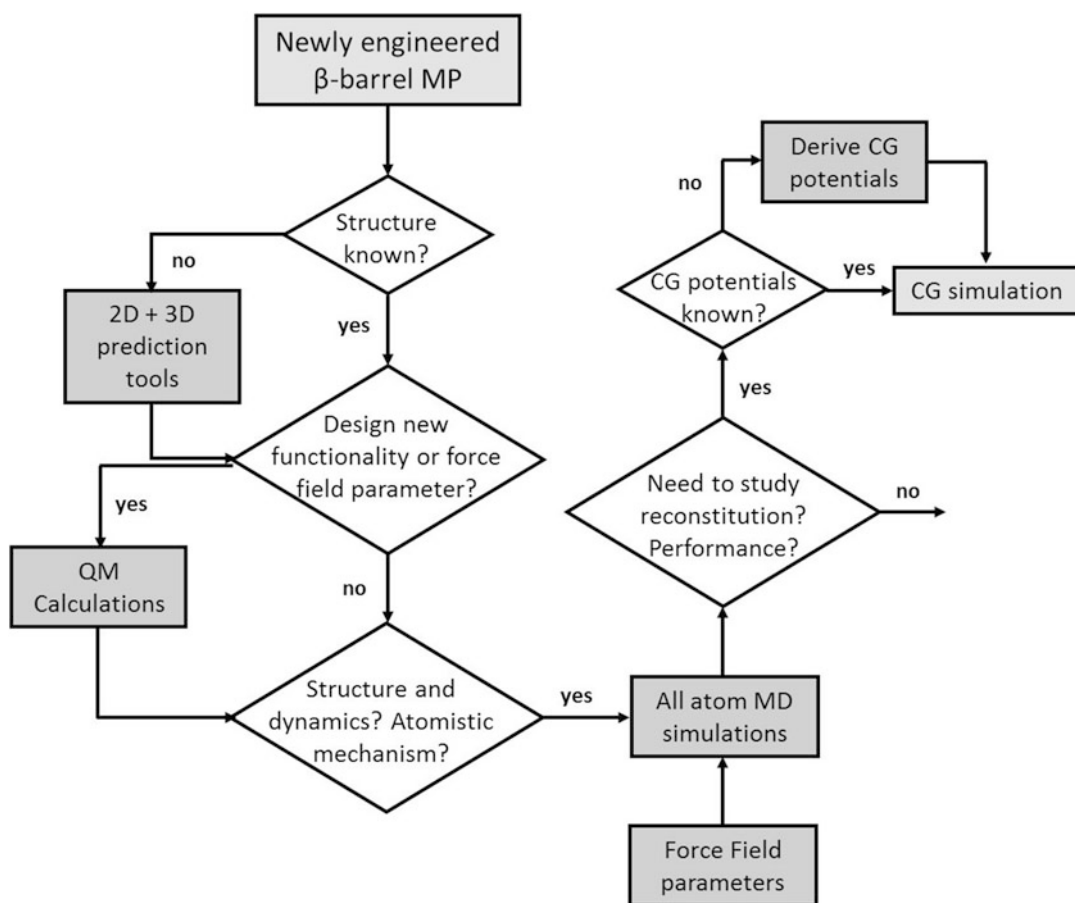 Newly engineered
β-barrel MP
Structure
known?
no
2D + 3D
prediction
tools
yes
Design new
functionality or force
field parameter?
yes
QM
Calculations
no
Structure and
dynamics? Atomistic
mechanism?
yes
All atom MD
simulations
Force Field
parameters
Need to study
reconstitution?
Performance?
no
yes
CG potentials
known?
no
Derive CG
potentials
yes
CG simulation